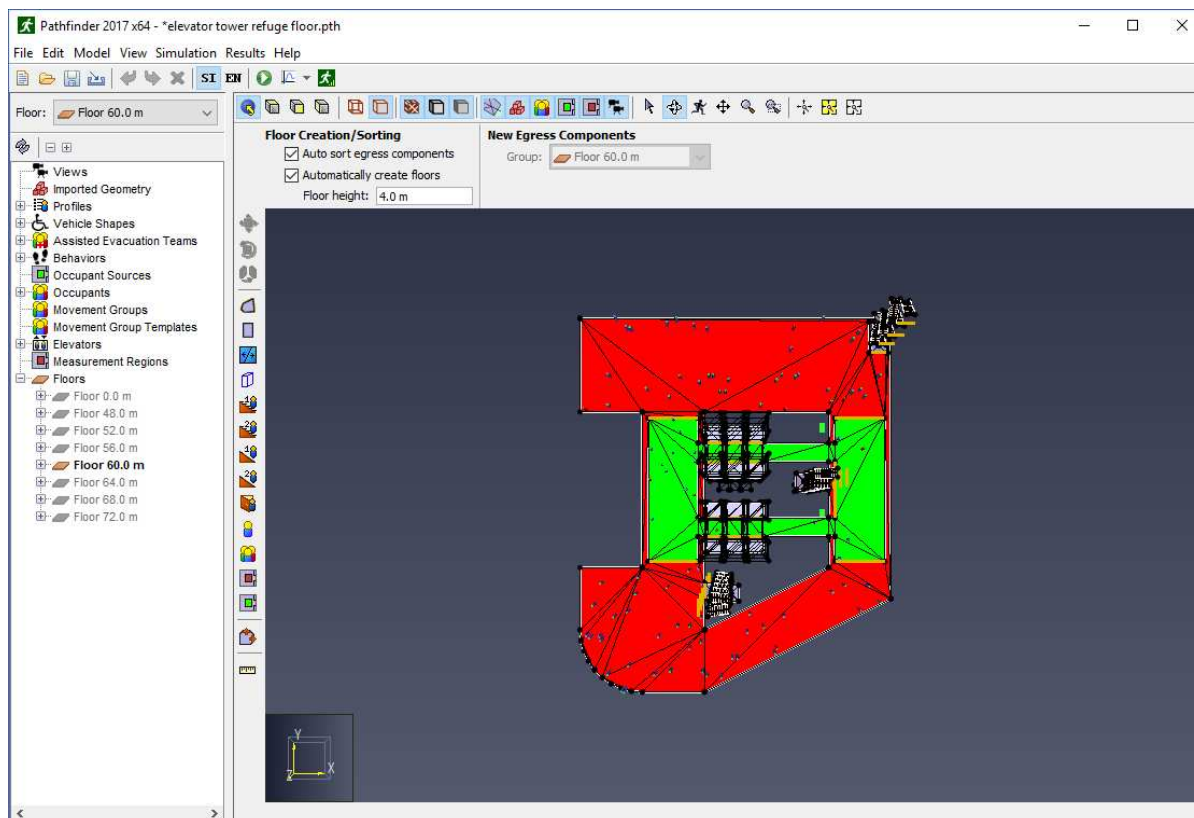 Pathfinder 2017 x64 - *elevator tower refuge floor.pth
File Edit Model View Simulation Results Help
SI EN
Floor: Floor 60.0 m
Floor Creation/Sorting
Auto sort egress components
Automatically create floors
Floor height: 4.0 m
New Egress Components
Group: Floor 60.0 m
Views
Imported Geometry
Profiles
Vehicle Shapes
Assisted Evacuation Teams
Behaviors
Occupant Sources
Occupants
Movement Groups
Movement Group Templates
Elevators
Measurement Regions
Floors
Floor 0.0 m
Floor 48.0 m
Floor 52.0 m
Floor 56.0 m
Floor 60.0 m
Floor 64.0 m
Floor 68.0 m
Floor 72.0 m
Y
Z X